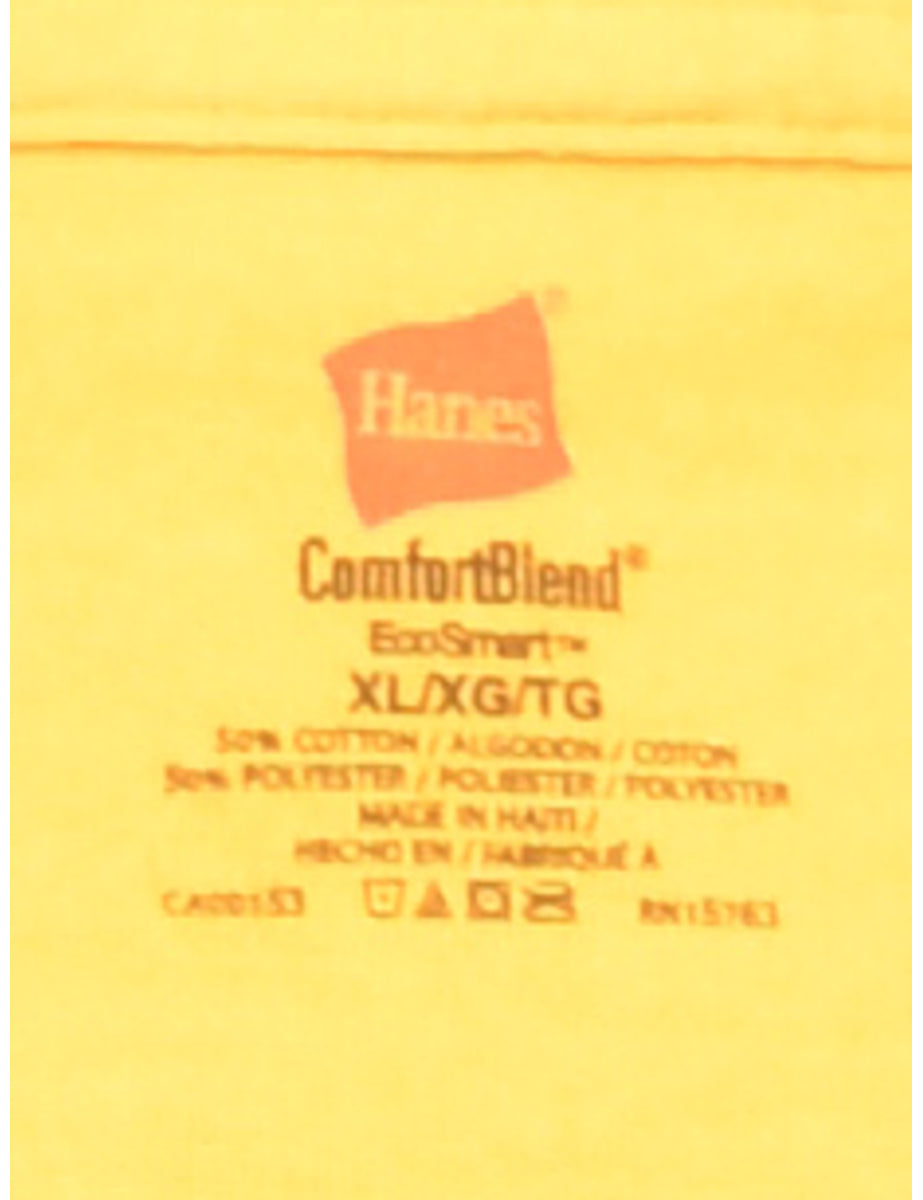 Hanes®
ComfortBlend®
EcoSmart™
XL/XG/TG
50% COTTON / ALGODON / COTON
50% POLYESTER / POLIESTER / POLYESTER
MADE IN HAITI /
HECHO EN / FABRIQUÉ A
CA00153 RN15763